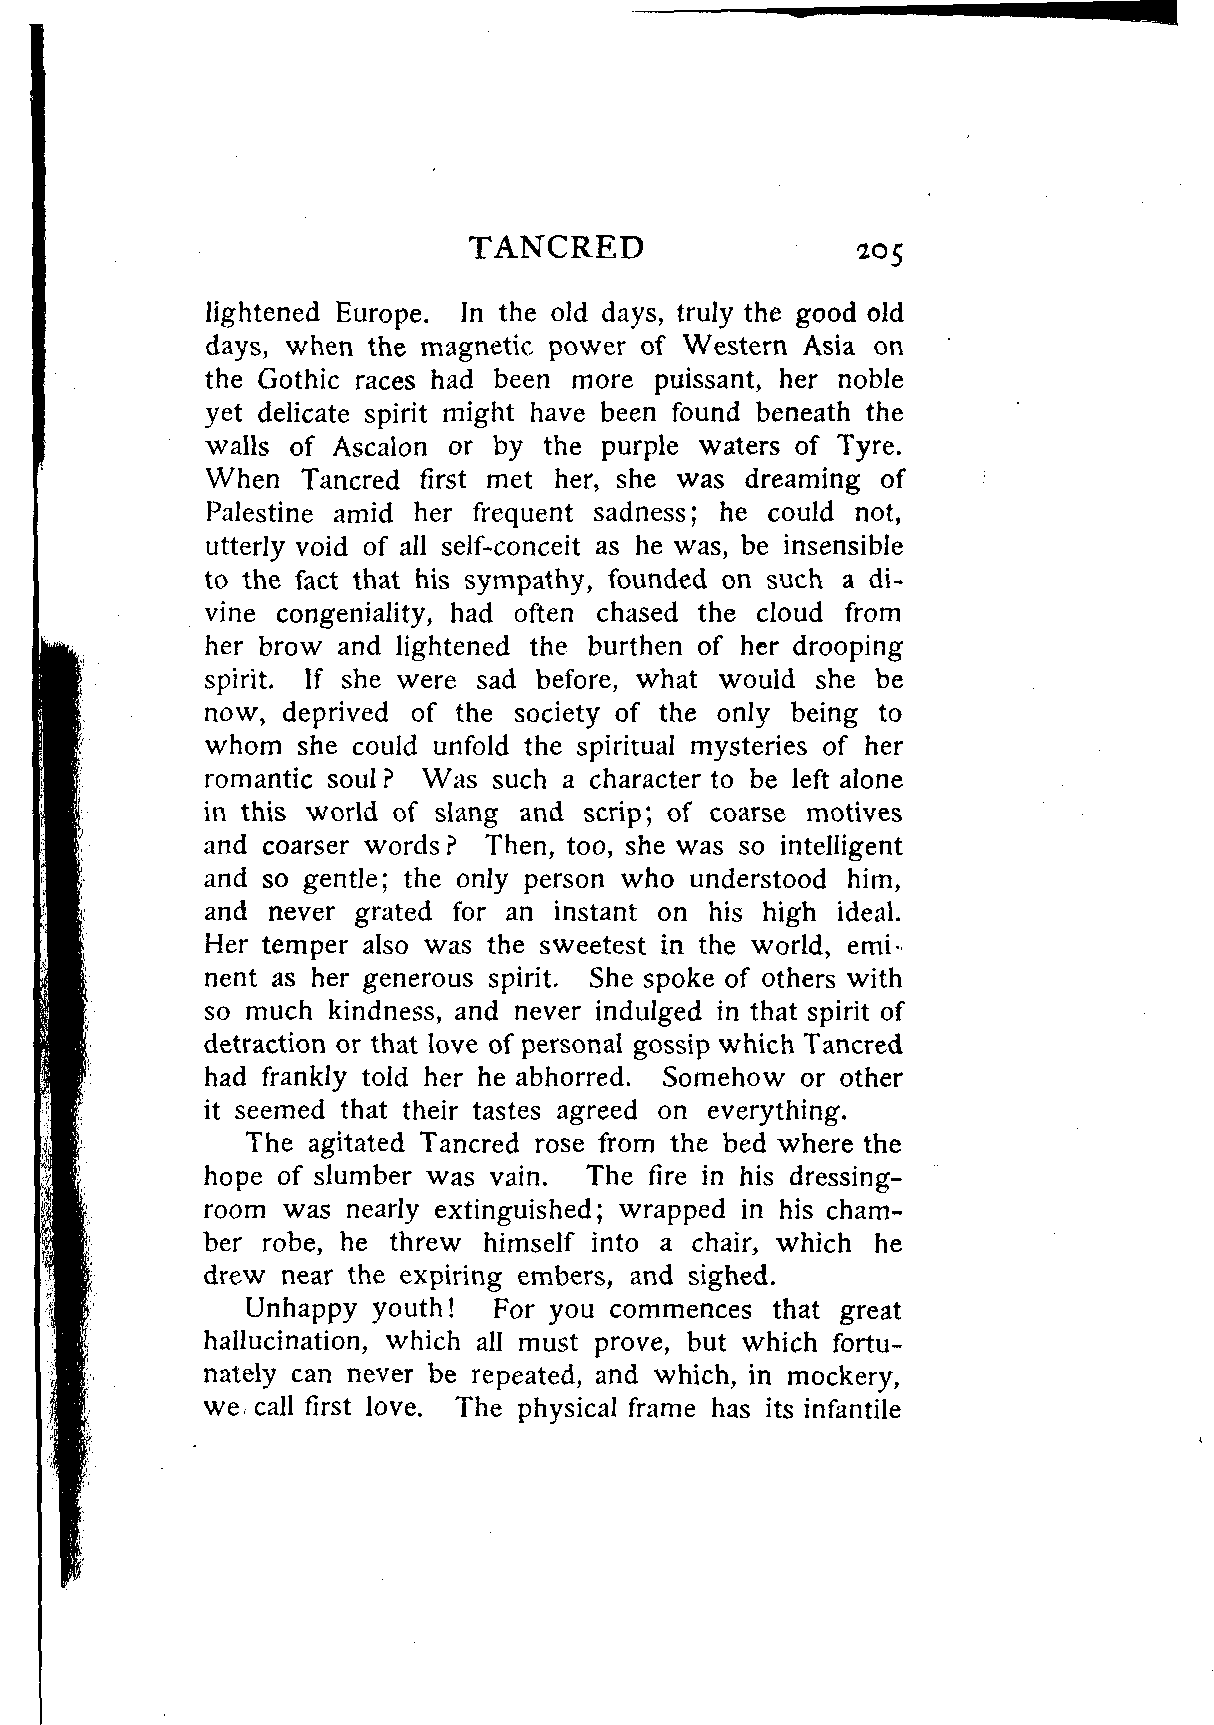 TANCRED 205
lightened Europe. In the old days, truly the good old
days, when the magnetic power of Western Asia on
the Gothic races had been more puissant, her noble
yet delicate spirit might have been found beneath the
walls of Ascalon or by the purple waters of Tyre.
When Tancred first met her, she was dreaming of
Palestine amid her frequent sadness; he could not,
utterly void of all self-conceit as he was, be insensible
to the fact that his sympathy, founded on such a di-
vine congeniality, had often chased the cloud from
her brow and lightened the burthen of her drooping
spirit. If she were sad before, what would she be
now, deprived of the society of the only being to
whom she could unfold the spiritual mysteries of her
romantic soul? Was such a character to be left alone
in this world of slang and scrip; of coarse motives
and coarser words? Then, too, she was so intelligent
and so gentle; the only person who understood him,
and never grated for an instant on his high ideal.
Her temper also was the sweetest in the world, emi-
nent as her generous spirit. She spoke of others with
so much kindness, and never indulged in that spirit of
detraction or that love of personal gossip which Tancred
had frankly told her he abhorred. Somehow or other
it seemed that their tastes agreed on everything.
The agitated Tancred rose from the bed where the
hope of slumber was vain. The fire in his dressing-
room was nearly extinguished; wrapped in his cham-
ber robe, he threw himself into a chair, which he
drew near the expiring embers, and sighed.
Unhappy youth! For you commences that great
hallucination, which all must prove, but which fortu-
nately can never be repeated, and which, in mockery,
we call first love. The physical frame has its infantile